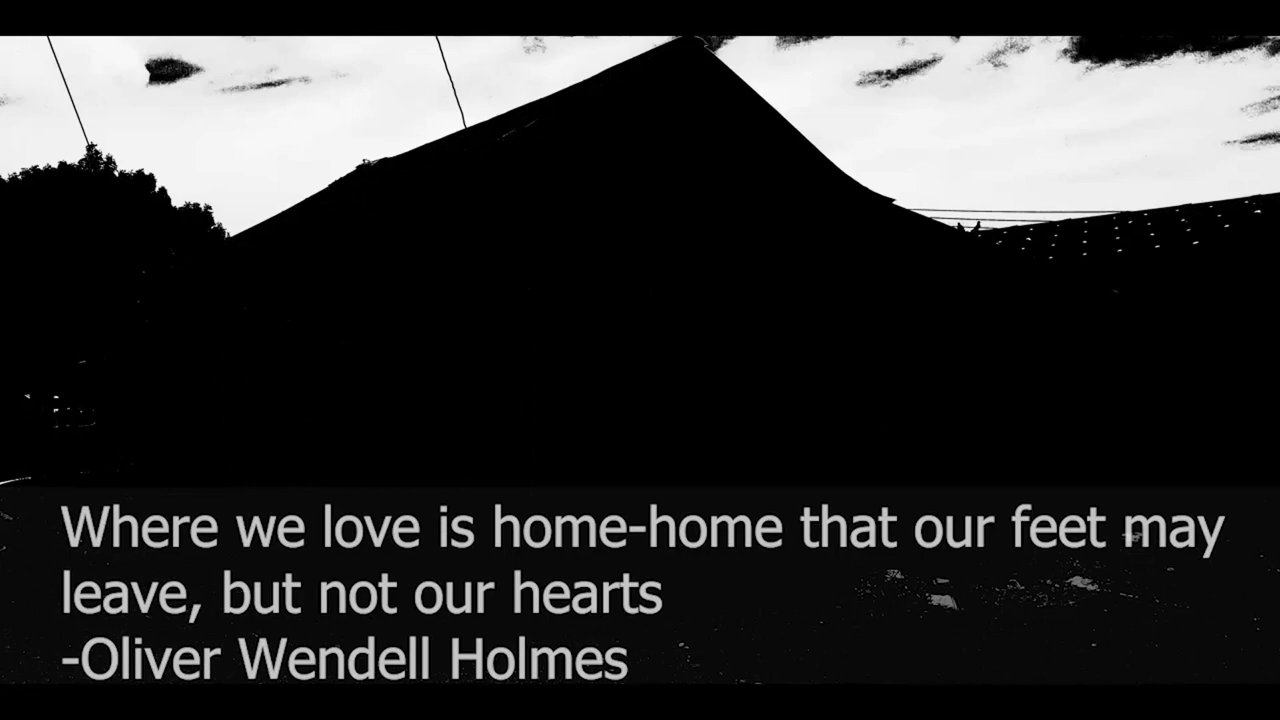 Where we love is home-home that our feet may
leave, but not our hearts
-Oliver Wendell Holmes